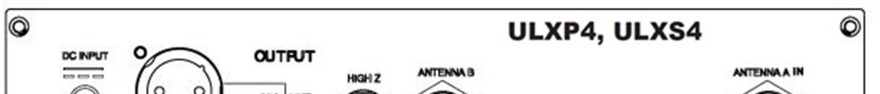 ULXP4, ULXS4
DC INPUT
OUTPUT
HIGH Z
ANTENNA B
ANTENNA A IN